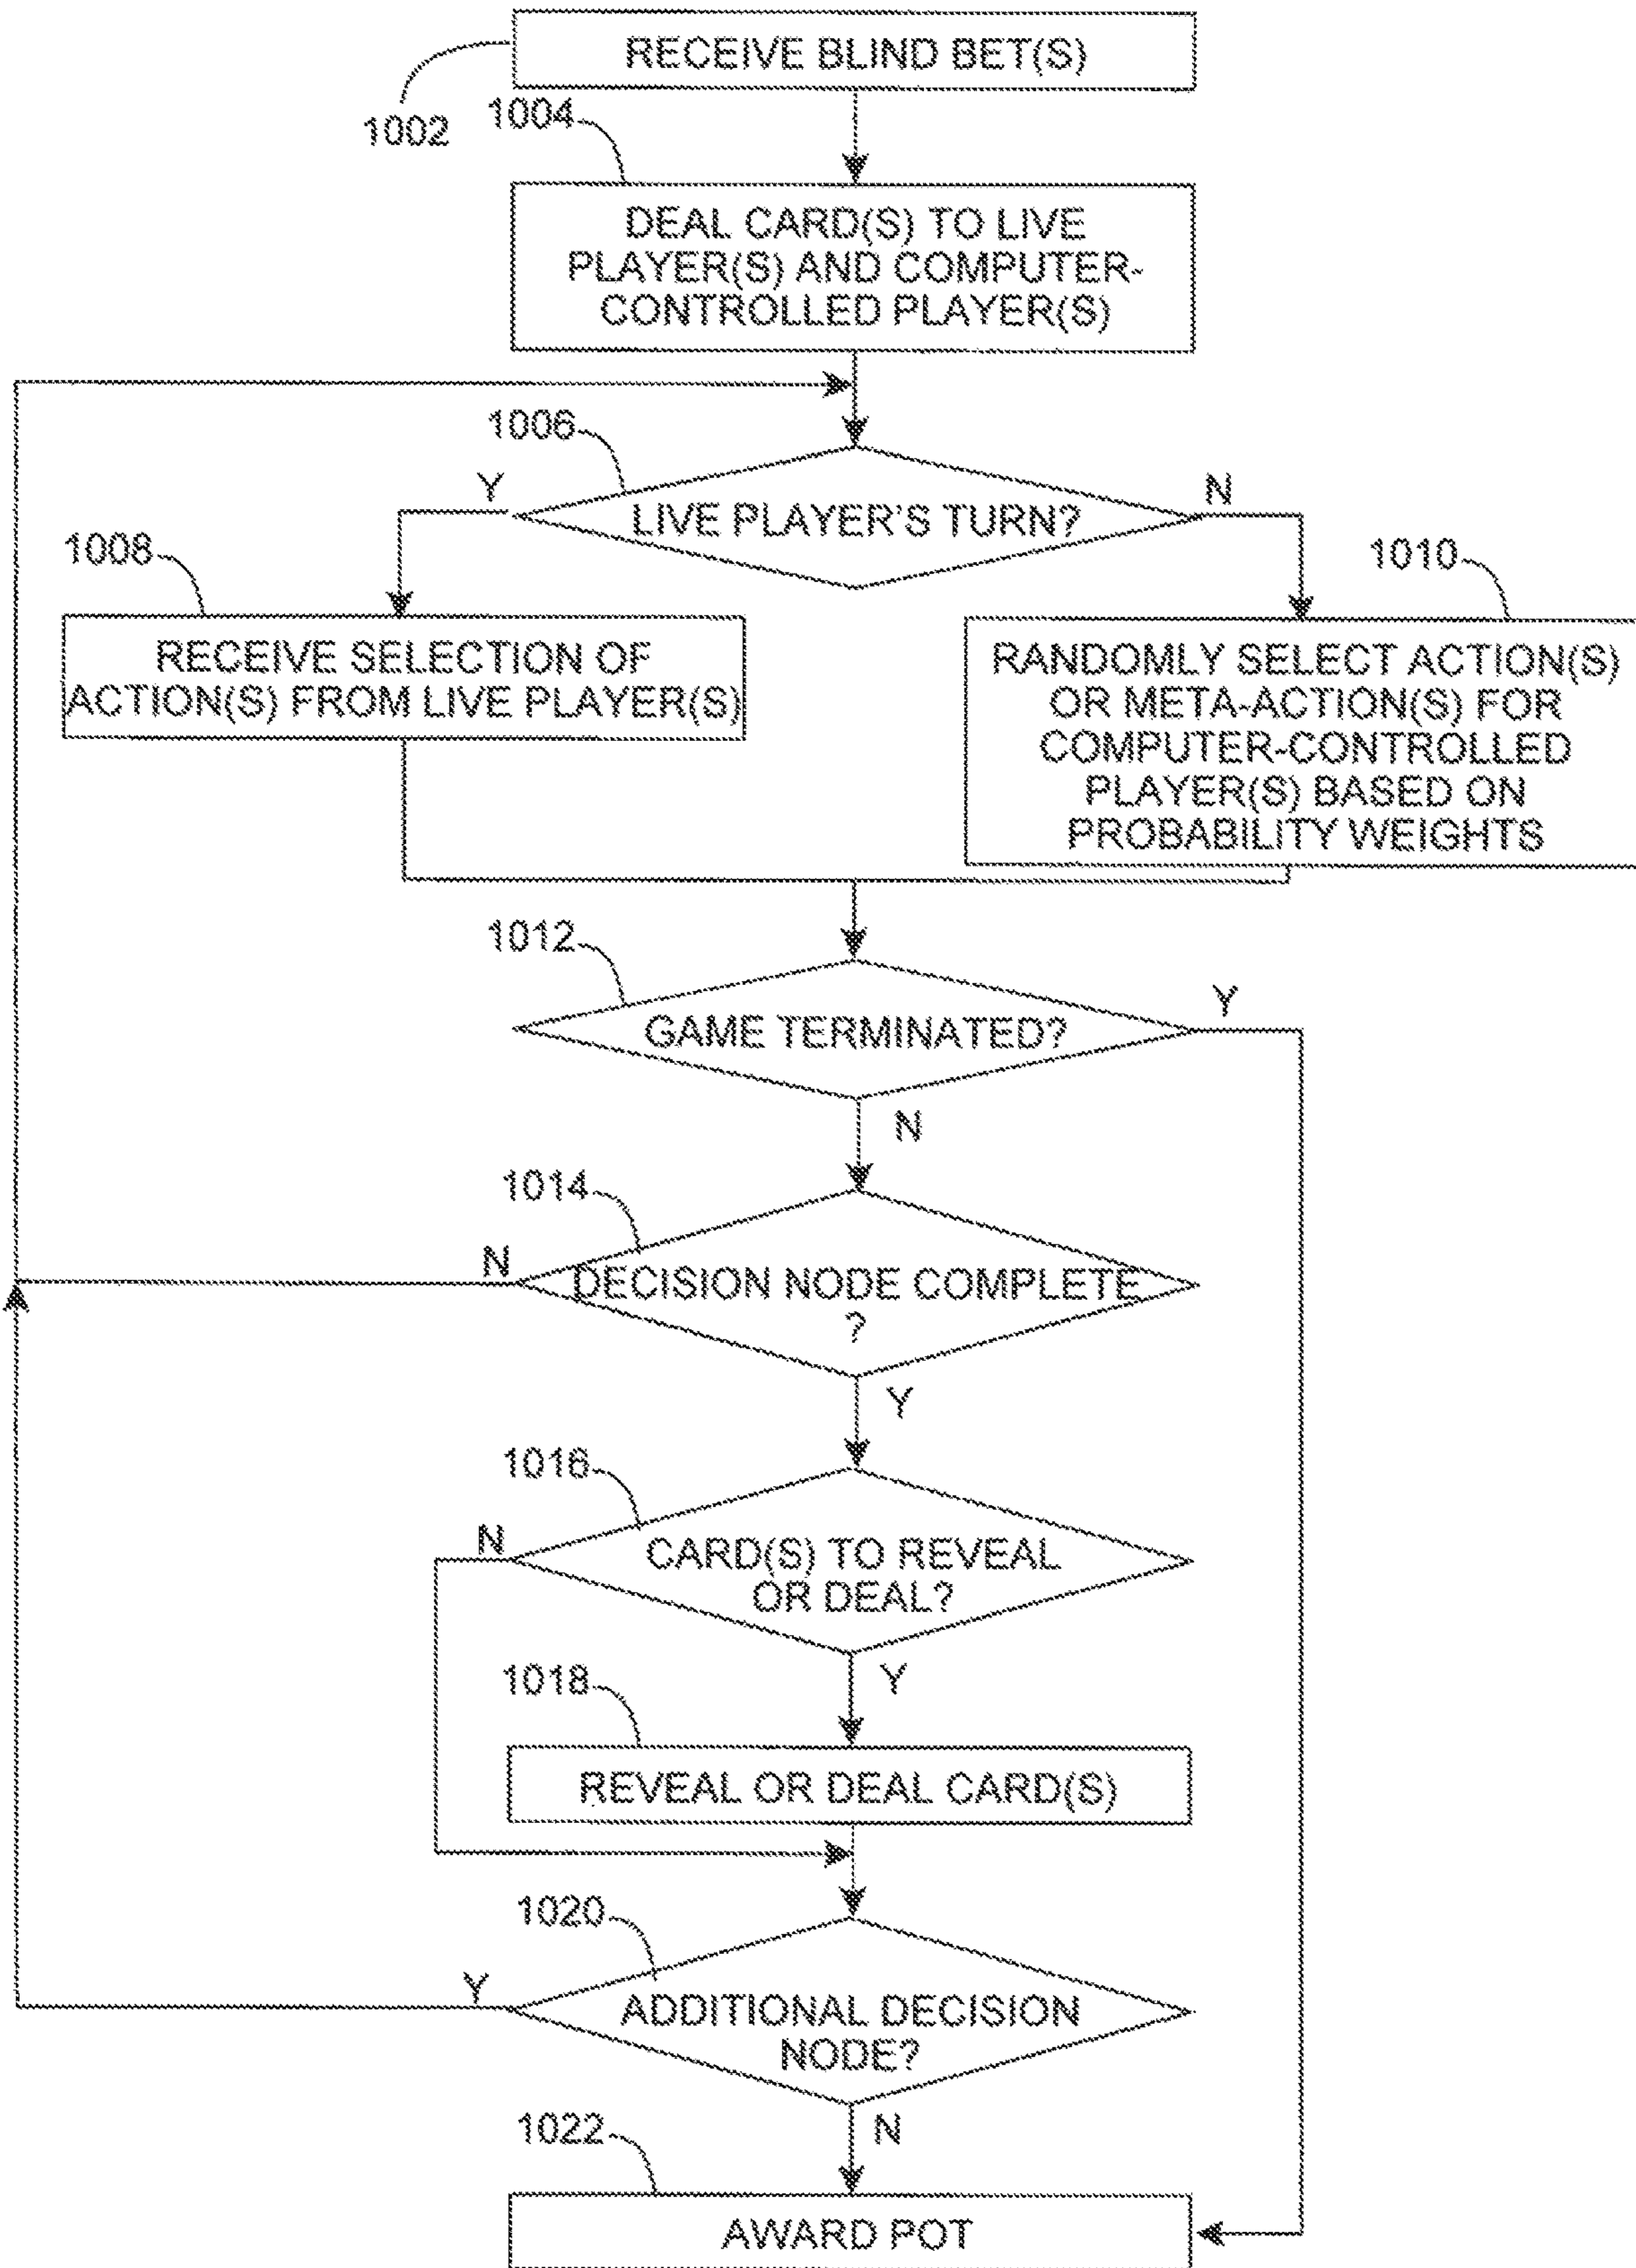 RECEIVE BLIND BET(S)
1002
1004
DEAL CARD(S) TO LIVE
PLAYER(S) AND COMPUTER-
CONTROLLED PLAYER(S)
1006
Y
N
LIVE PLAYER'S TURN?
1008
1010
RECEIVE SELECTION OF
ACTION(S) FROM LIVE PLAYER(S)
RANDOMLY SELECT ACTION(S)
OR META-ACTION(S) FOR
COMPUTER-CONTROLLED
PLAYER(S) BASED ON
PROBABILITY WEIGHTS
1012
Y
GAME TERMINATED?
N
1014
N
DECISION NODE COMPLETE
?
Y
1016
N
CARD(S) TO REVEAL
OR DEAL?
Y
1018
REVEAL OR DEAL CARD(S)
1020
Y
ADDITIONAL DECISION
NODE?
N
1022
AWARD POT